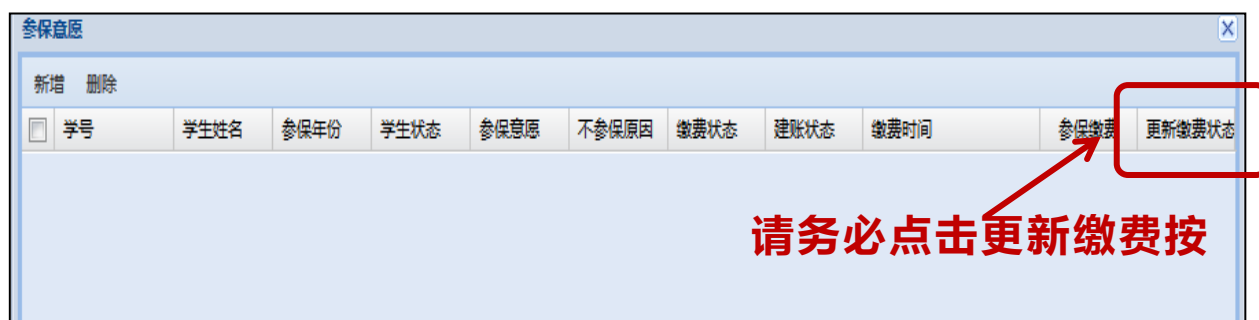 参保意愿
新增 删除
学号 学生姓名 参保年份 学生状态 参保意愿 不参保原因 缴费状态 建账状态 缴费时间 参保缴费 更新缴费状态
请务必点击更新缴费按